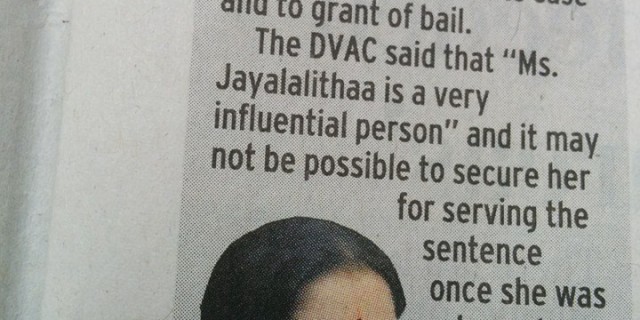 and to grant of bail.
The DVAC said that "Ms.
Jayalalithaa is a very
influential person" and it may
not be possible to secure her
for serving the
sentence
once she was